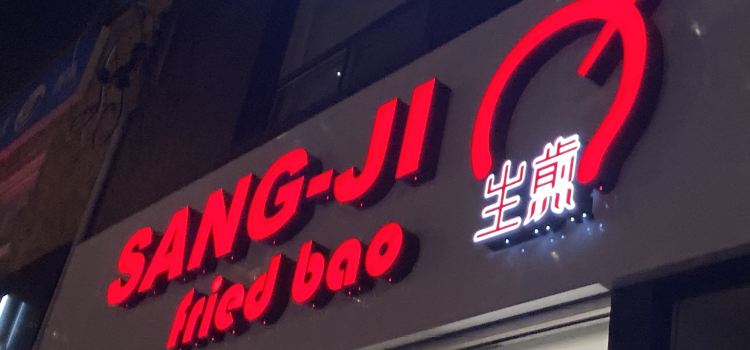 SANG-JI
fried bao
生煎